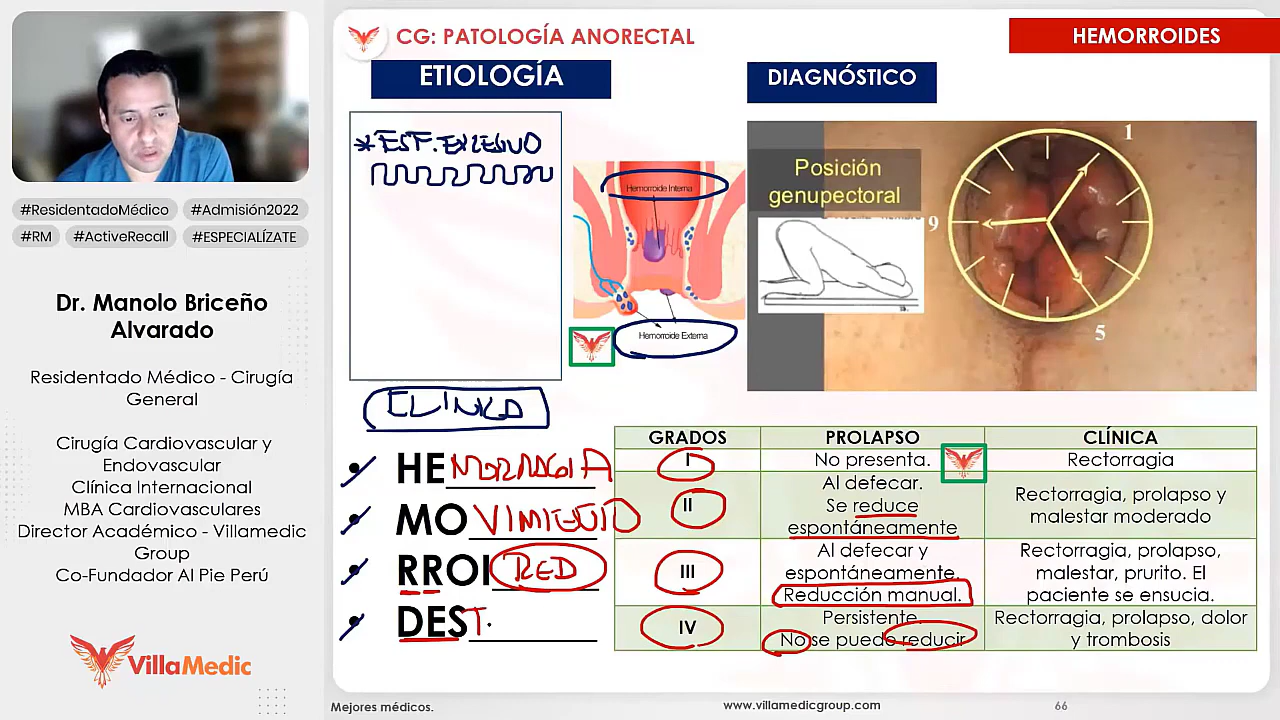 CG: PATOLOGÍA ANORECTAL
HEMORROIDES
ETIOLOGÍA
DIAGNÓSTICO
*ESF. EXCESIVO
Hemorroide Interna
Hemorroide Externa
Posición
genupectoral
1
9
5
#ResidentadoMédico
#Admisión2022
#RM
#ActiveRecall
#ESPECIALÍZATE
Dr. Manolo Briceño
Alvarado
Residentado Médico - Cirugía
General
Cirugía Cardiovascular y
Endovascular
Clínica Internacional
MBA Cardiovasculares
Director Académico - Villamedic
Group
Co-Fundador Al Pie Perú
VillaMedic
CLÍNICA
HEMORRAGIA
MOVIMIENTO
RROI RED
DEST
GRADOS PROLAPSO CLÍNICA
I No presenta. Rectorragia
II Al defecar.
Se reduce
espontáneamente
Rectorragia, prolapso y
malestar moderado
III Al defecar y
espontáneamente.
Reducción manual.
Rectorragia, prolapso,
malestar, prurito. El
paciente se ensucia.
IV Persistente.
No se puede reducir
Rectorragia, prolapso, dolor
y trombosis
Mejores médicos.
www.villamedicgroup.com
66